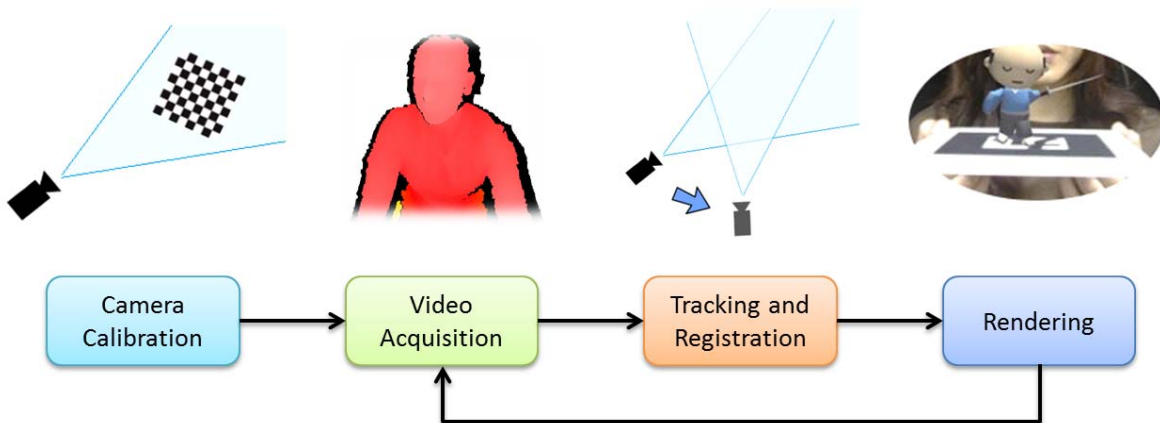 Camera
Calibration
Video
Acquisition
Tracking and
Registration
Rendering